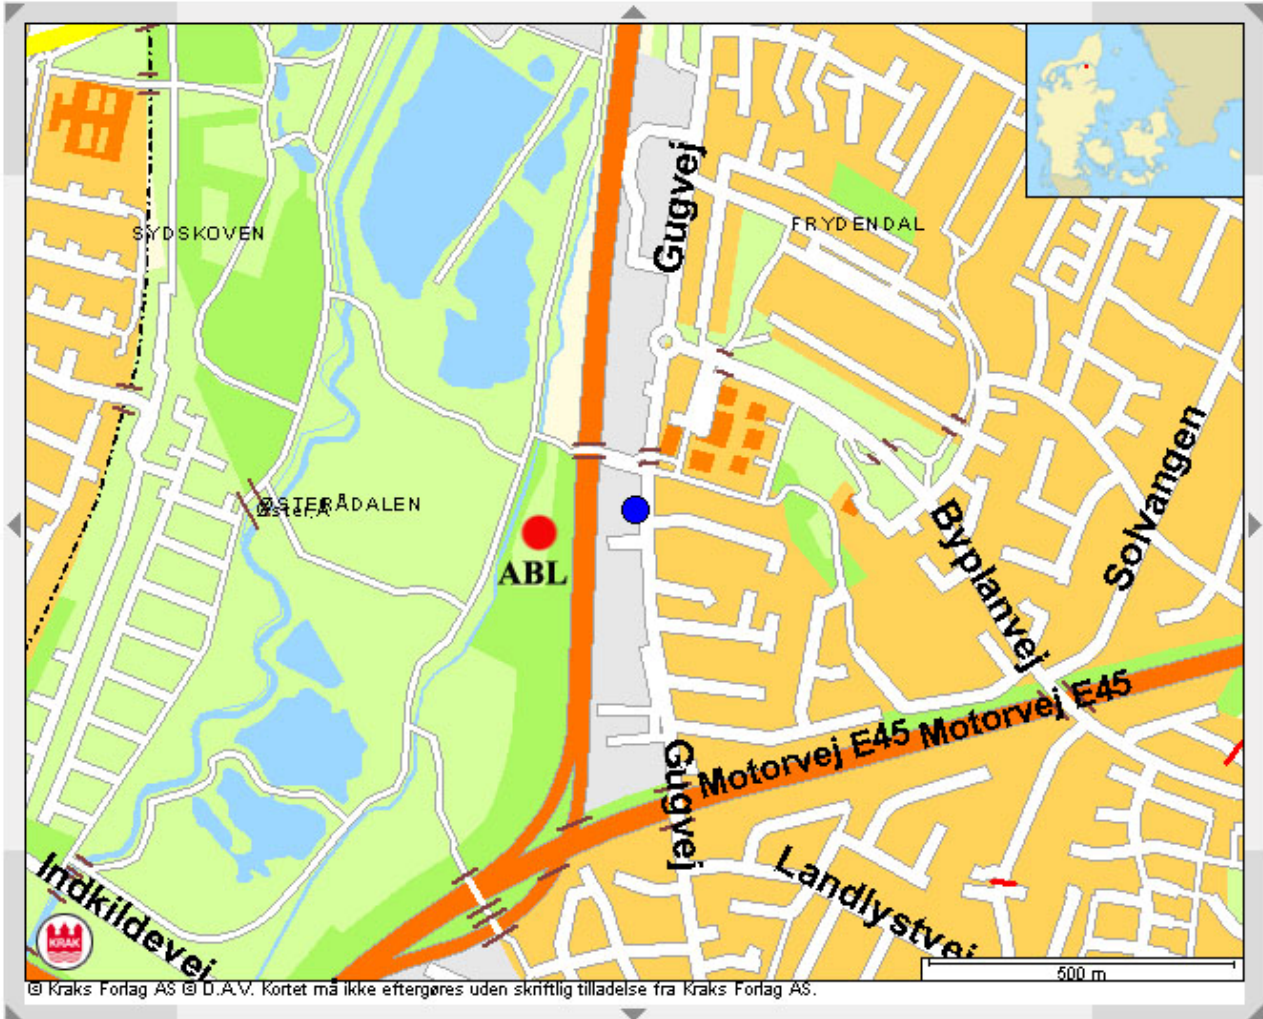 Gugvej
FRYDENDAL
SYDSKOVEN
Solvangen
ØSTERÅDALEN
Byplanvej
ABL
Motorvej E45
Motorvej E45
Gugvej
Landlystvej
Indkildevej
KRAK
500 m
© Kraks Forlag AS © D.A.V. Kortet må ikke eftergøres uden skriftlig tilladelse fra Kraks Forlag AS.